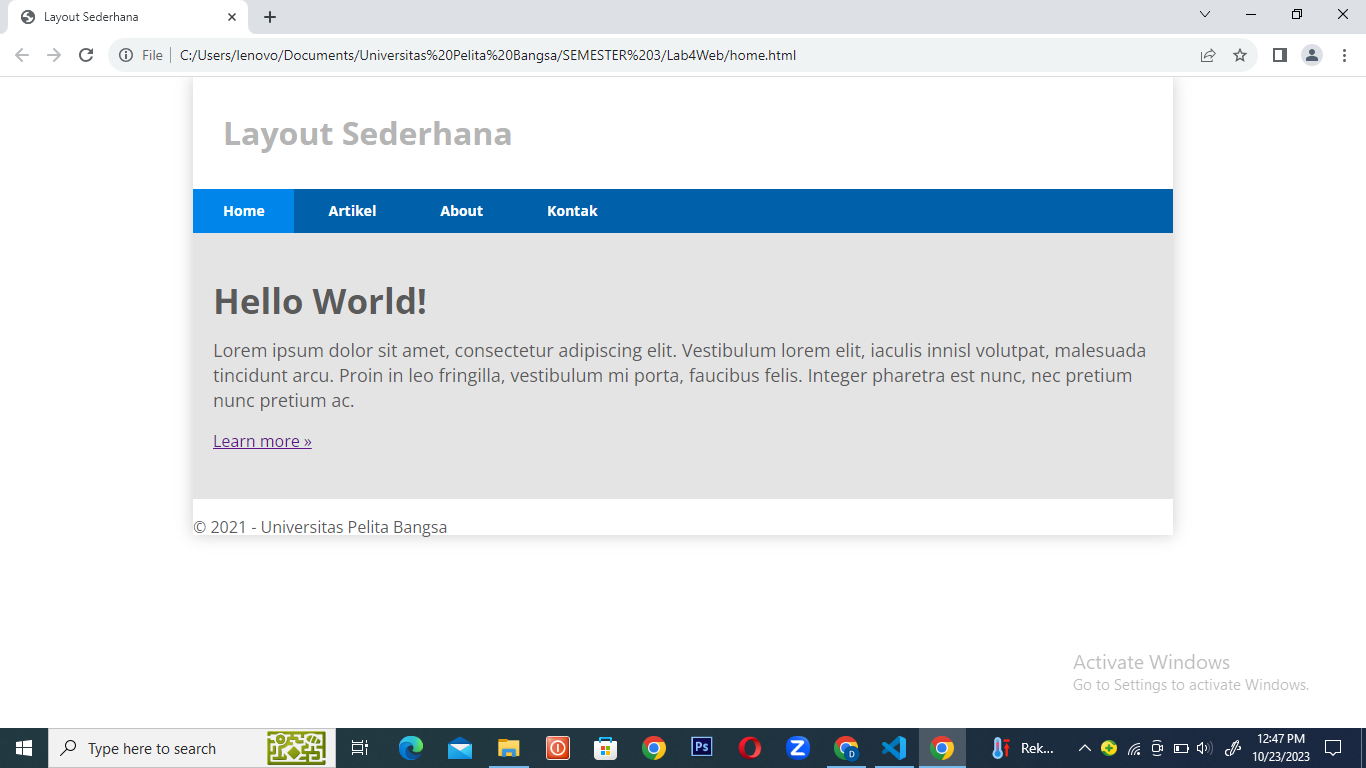 Layout Sederhana
File
C:/Users/lenovo/Documents/Universitas%20Pelita%20Bangsa/SEMESTER%203/Lab4Web/home.html
Layout Sederhana
Home Artikel About Kontak
Hello World!
Lorem ipsum dolor sit amet, consectetur adipiscing elit. Vestibulum lorem elit, iaculis innisl volutpat, malesuada
tincidunt arcu. Proin in leo fringilla, vestibulum mi porta, faucibus felis. Integer pharetra est nunc, nec pretium
nunc pretium ac.
Learn more »
© 2021 - Universitas Pelita Bangsa
Activate Windows
Go to Settings to activate Windows.
Type here to search
Ps
Z
D
Rek...
12:47 PM
10/23/2023